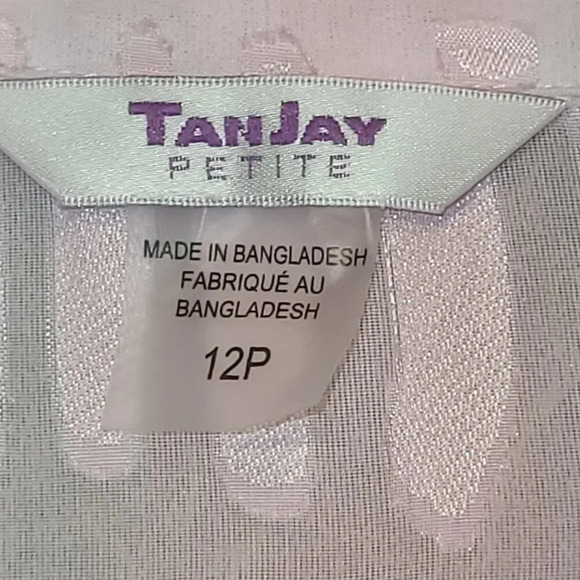 TANJAY
PETITE
MADE IN BANGLADESH
FABRIQUÉ AU
BANGLADESH
12P